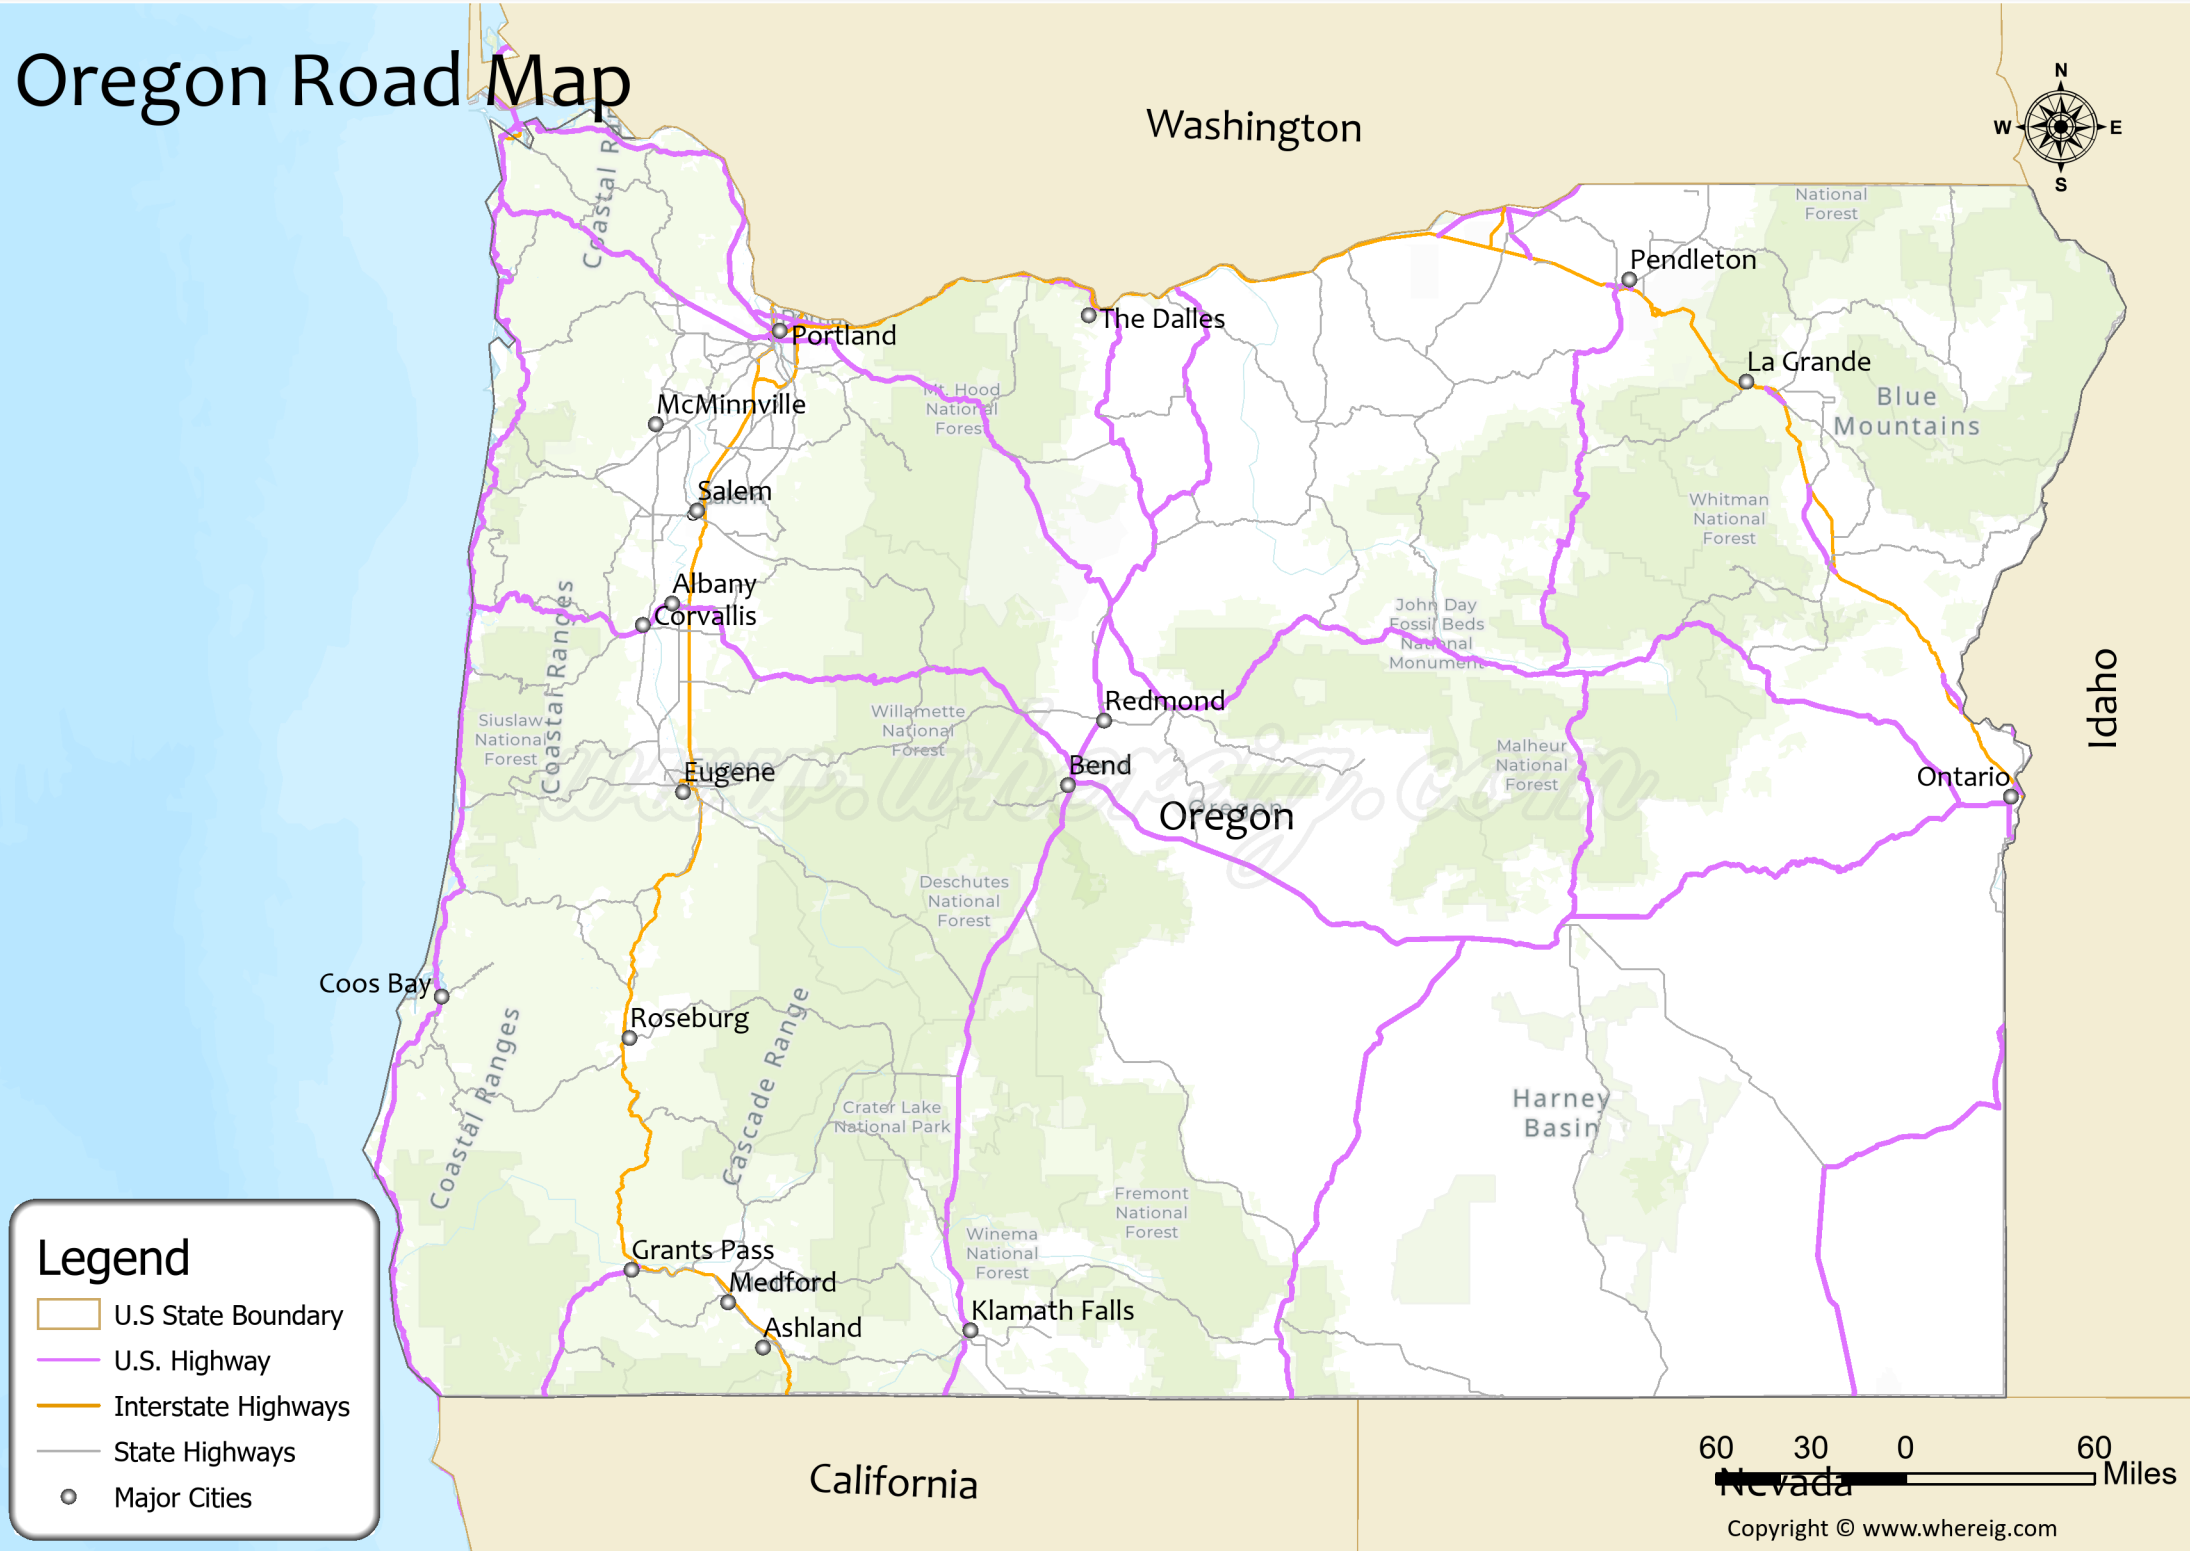 Oregon Road Map
Washington
N
W
E
S
Coastal Ran
National
Forest
Pendleton
The Dalles
Portland
La Grande
Blue
Mountains
Mt. Hood
National
Forest
McMinnville
Salem
Whitman
National
Forest
Albany
Corvallis
Coastal Ranges
John Day
Fossil Beds
National
Monument
Idaho
Redmond
Siuslaw
National
Forest
Willamette
National
Forest
Malheur
National
Forest
Eugene
Bend
Ontario
www.whereig.com
Oregon
Oregon
Deschutes
National
Forest
Coos Bay
Roseburg
Coastal Ranges
Cascade Range
Crater Lake
National Park
Harney
Basin
Fremont
National
Forest
Winema
National
Forest
Grants Pass
Medford
Klamath Falls
Ashland
Legend
U.S State Boundary
U.S. Highway
Interstate Highways
State Highways
Major Cities
California
60 30 0 60
Miles
Nevada
Copyright © www.whereig.com